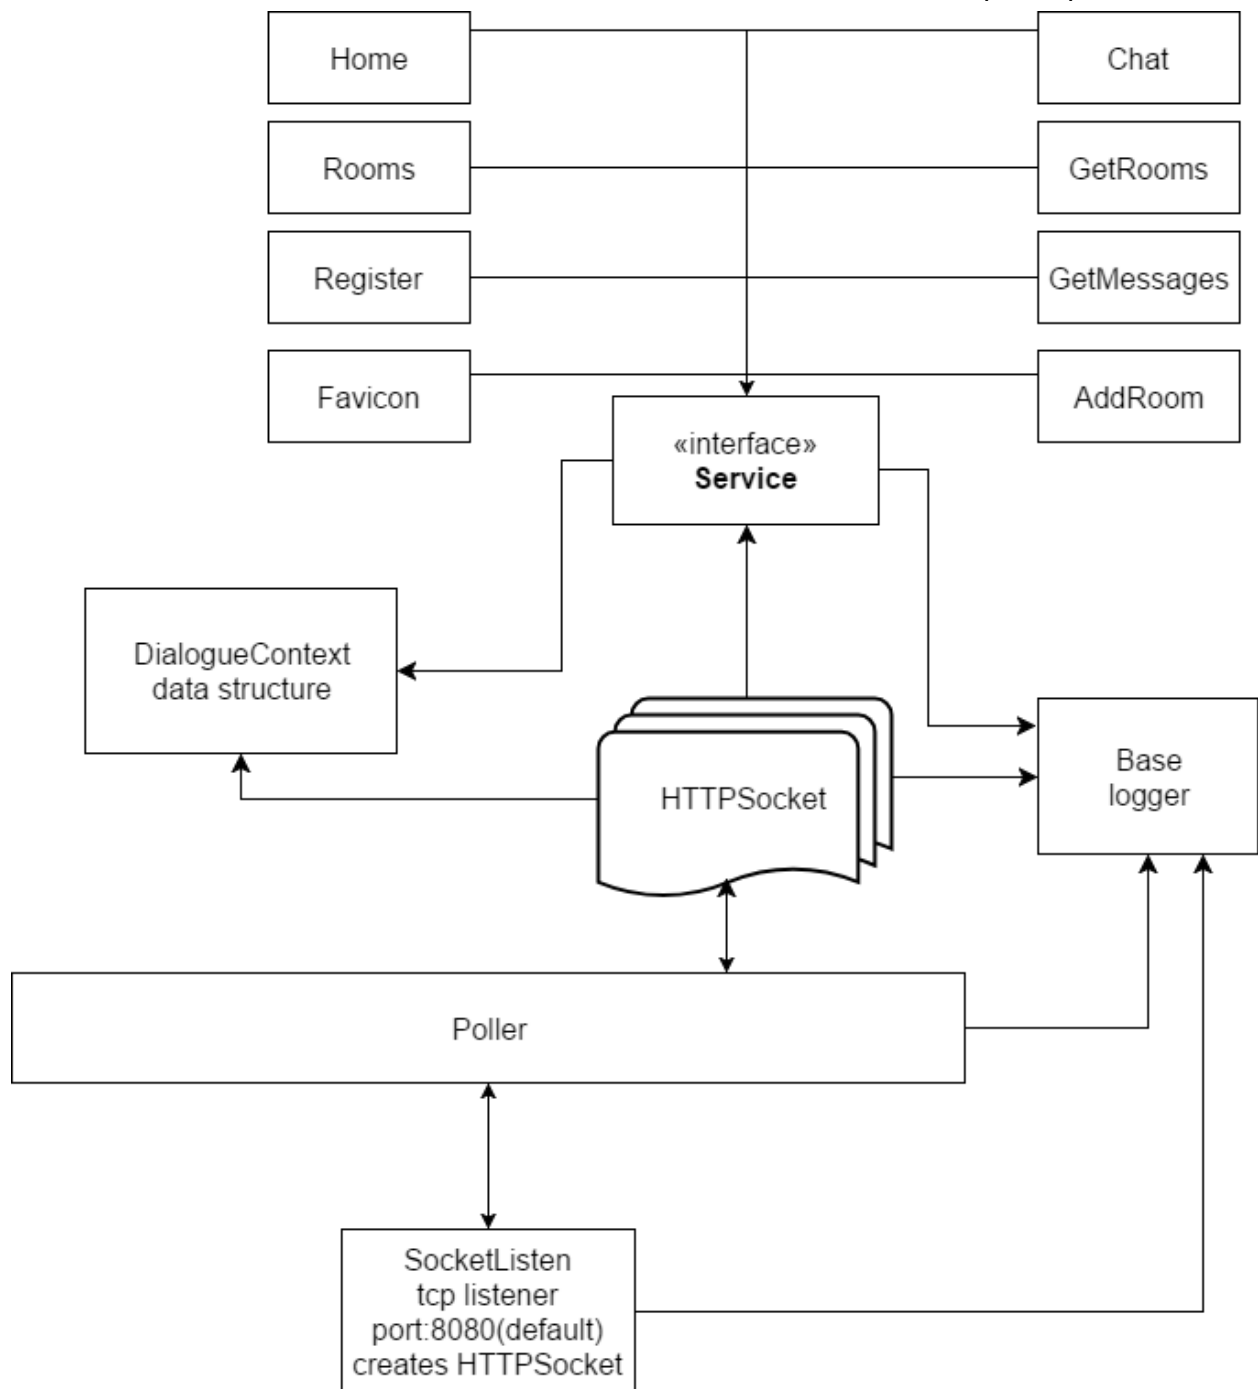 Home
Chat
Rooms
GetRooms
Register
GetMessages
Favicon
AddRoom
«interface»
Service
DialogueContext
data structure
HTTPSocket
Base
logger
Poller
SocketListen
tcp listener
port:8080(default)
creates HTTPSocket